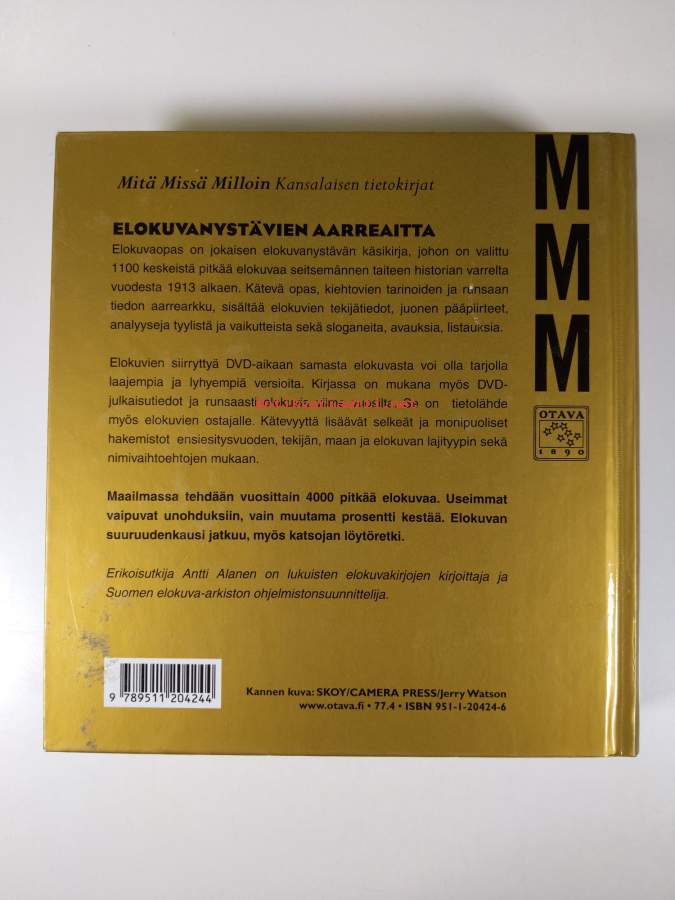 Mitä Missä Milloin Kansalaisen tietokirjat
ELOKUVANYSTÄVIEN AARREAITTA
Elokuvaopas on jokaisen elokuvanystävän käsikirja, johon on valittu
1100 keskeistä pitkää elokuvaa seitsemännen taiteen historian varrelta
vuodesta 1913 alkaen. Kätevä opas, kiehtovien tarinoiden ja runsaan
tiedon aarrearkku, sisältää elokuvien tekijätiedot, juonen pääpiirteet,
analyyseja tyylistä ja vaikutteista sekä sloganeita, avauksia, listauksia.
Elokuvien siirryttyä DVD-aikaan samasta elokuvasta voi olla tarjolla
laajempia ja lyhyempiä versioita. Kirjassa on mukana myös DVD-
julkaisutiedot ja runsaasti on tietolähde
myös elokuvien ostajalle. Kätevyyttä lisäävät selkeät ja monipuoliset
hakemistot ensiesitysvuoden, tekijän, maan ja elokuvan lajityypin sekä
nimivaihtoehtojen mukaan.
Maailmassa tehdään vuosittain 4000 pitkää elokuvaa. Useimmat
vaipuvat unohduksiin, vain muutama prosentti kestää. Elokuvan
suuruudenkausi jatkuu, myös katsojan löytöretki.
Erikoisutkija Antti Alanen on lukuisten elokuvakirjojen kirjoittaja ja
Suomen elokuva-arkiston ohjelmistonsuunnittelija.
M
M
M
OTAVA
1890
9 789511 204244
Kannen kuva: SKOY/CAMERA PRESS/Jerry Watson
www.otava.fi • 77.4 • ISBN 951-1-20424-6